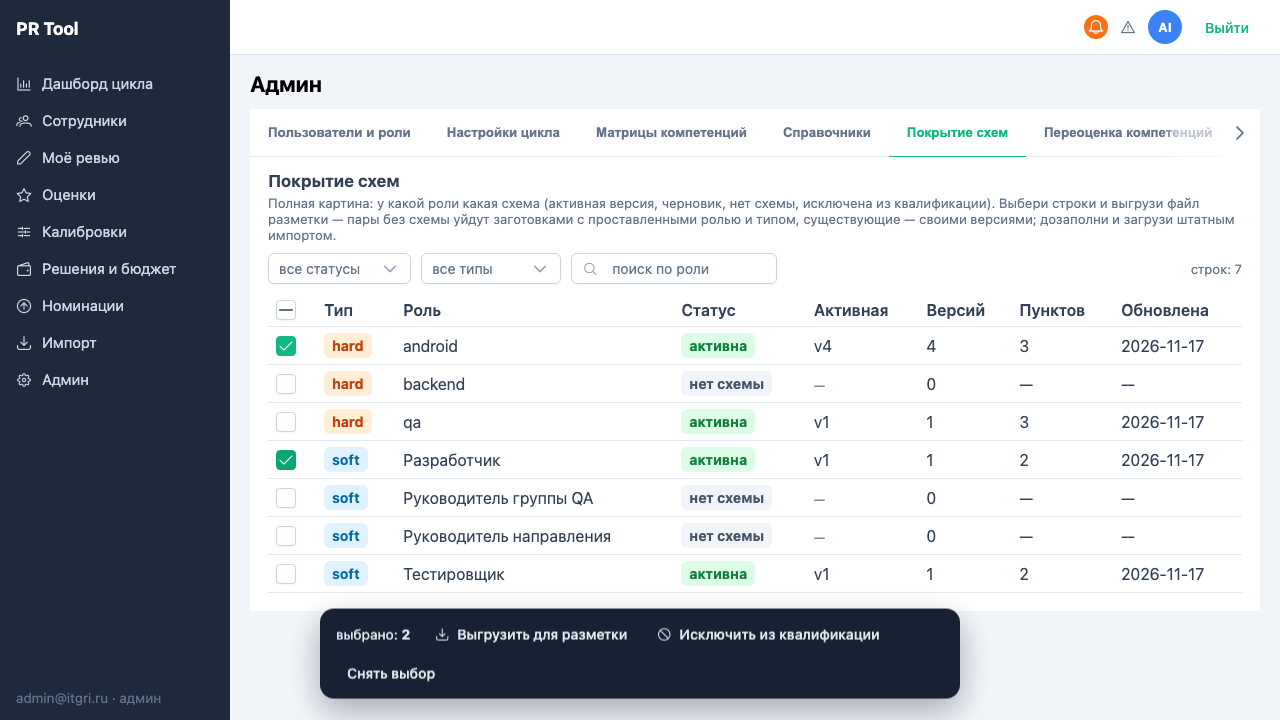 PR Tool
AI
Выйти
Дашборд цикла
Сотрудники
Моё ревью
Оценки
Калибровки
Решения и бюджет
Номинации
Импорт
Админ
admin@itgri.ru · админ
Админ
Пользователи и роли Настройки цикла Матрицы компетенций Справочники Покрытие схем Переоценка компетенций
Покрытие схем
Полная картина: у какой роли какая схема (активная версия, черновик, нет схемы, исключена из квалификации). Выбери строки и выгрузи файл
разметки — пары без схемы уйдут заготовками с проставленными ролью и типом, существующие — своими версиями; дозаполни и загрузи штатным
импортом.
все статусы все типы поиск по роли строк: 7
Тип Роль Статус Активная Версий Пунктов Обновлена
hard android активна v4 4 3 2026-11-17
hard backend нет схемы — 0 — —
hard qa активна v1 1 3 2026-11-17
soft Разработчик активна v1 1 2 2026-11-17
soft Руководитель группы QA нет схемы — 0 — —
soft Руководитель направления нет схемы — 0 — —
soft Тестировщик активна v1 1 2 2026-11-17
выбрано: 2 Выгрузить для разметки Исключить из квалификации
Снять выбор